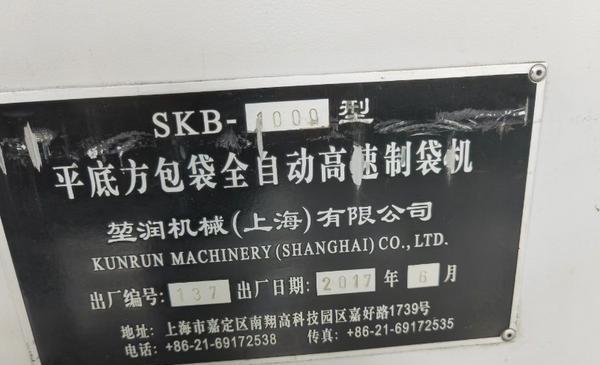 SKB-1000型
平底方包袋全自动高速制袋机
堃润机械(上海)有限公司
KUNRUN MACHINERY (SHANGHAI) CO., LTD.
出厂编号: 137 出厂日期: 2017 年 6 月
地址: 上海市嘉定区南翔高科技园区嘉好路1739号
电话: +86-21-69172538 传真: +86-21-69172535